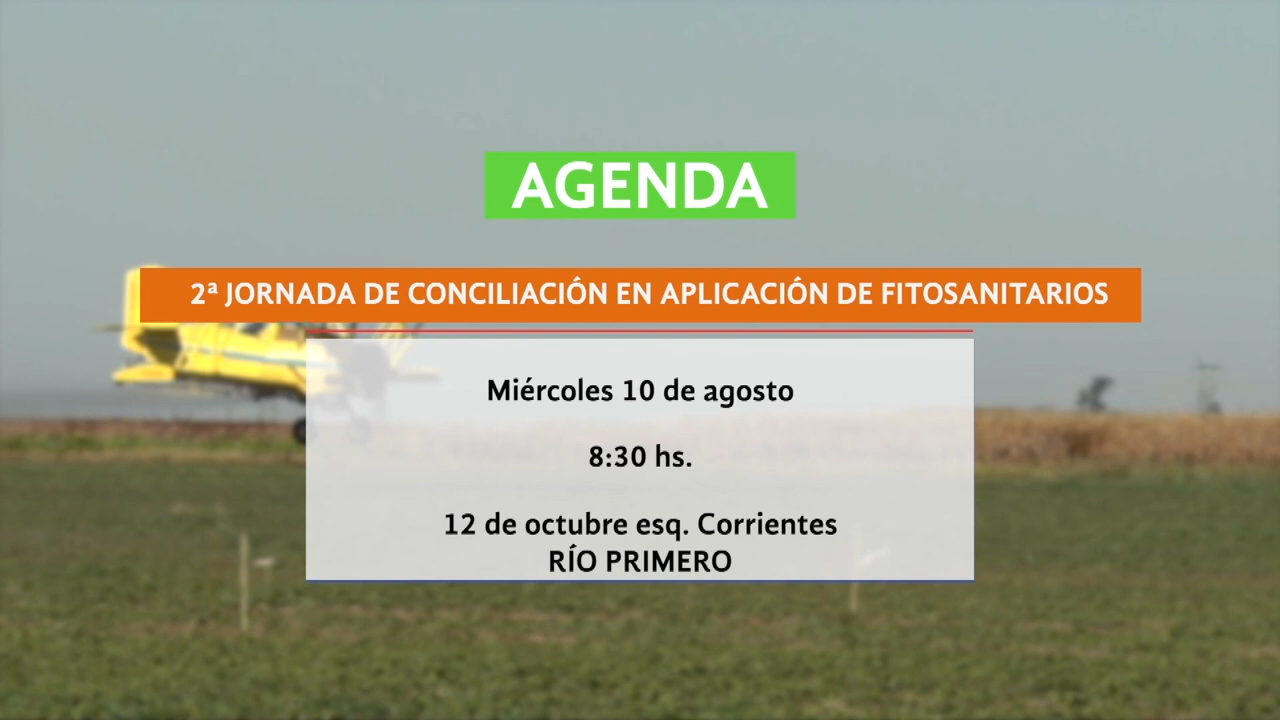 AGENDA
2ª JORNADA DE CONCILIACIÓN EN APLICACIÓN DE FITOSANITARIOS
Miércoles 10 de agosto
8:30 hs.
12 de octubre esq. Corrientes
RÍO PRIMERO